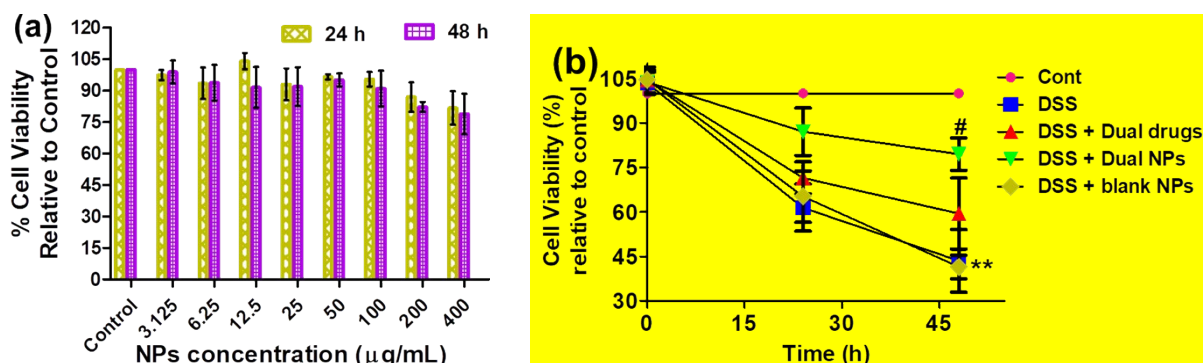 (a)
24 h
48 h
% Cell Viability
Relative to Control
120
105
90
75
60
45
30
15
0
Control
3.125
6.25
12.5
25
50
100
200
400
NPs concentration (μg/mL)
(b)
Cell Viability (%)
relative to control
105
90
75
60
45
30
0
15
30
45
Time (h)
#
**
Cont
DSS
DSS + Dual drugs
DSS + Dual NPs
DSS + blank NPs